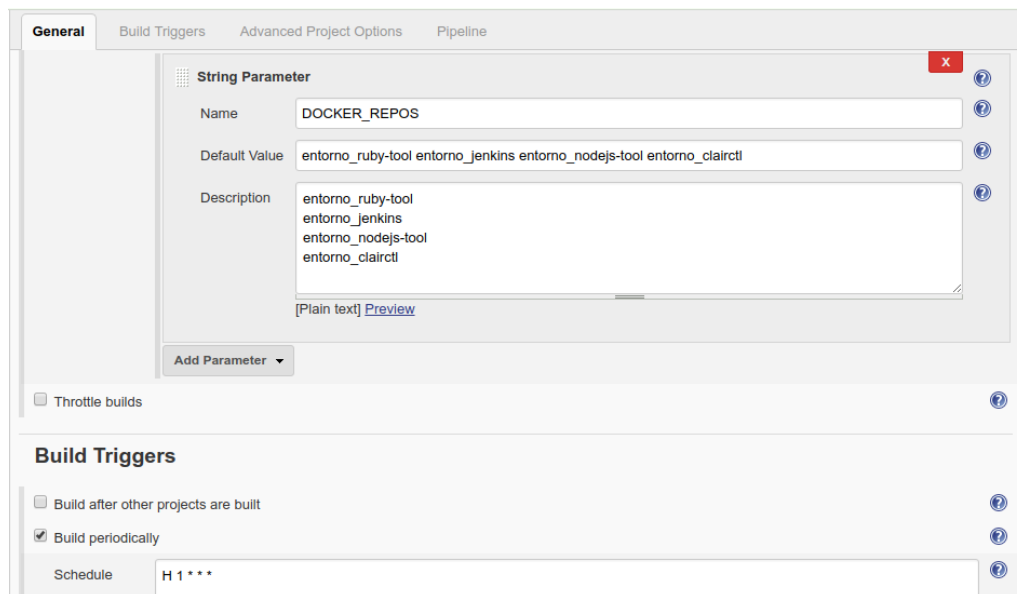 General Build Triggers Advanced Project Options Pipeline
String Parameter X
Name DOCKER_REPOS
Default Value entorno_ruby-tool entorno_jenkins entorno_nodejs-tool entorno_clairctl
Description entorno_ruby-tool
entorno_jenkins
entorno_nodejs-tool
entorno_clairctl
[Plain text] Preview
Add Parameter
Throttle builds
Build Triggers
Build after other projects are built
Build periodically
Schedule H 1 * * *